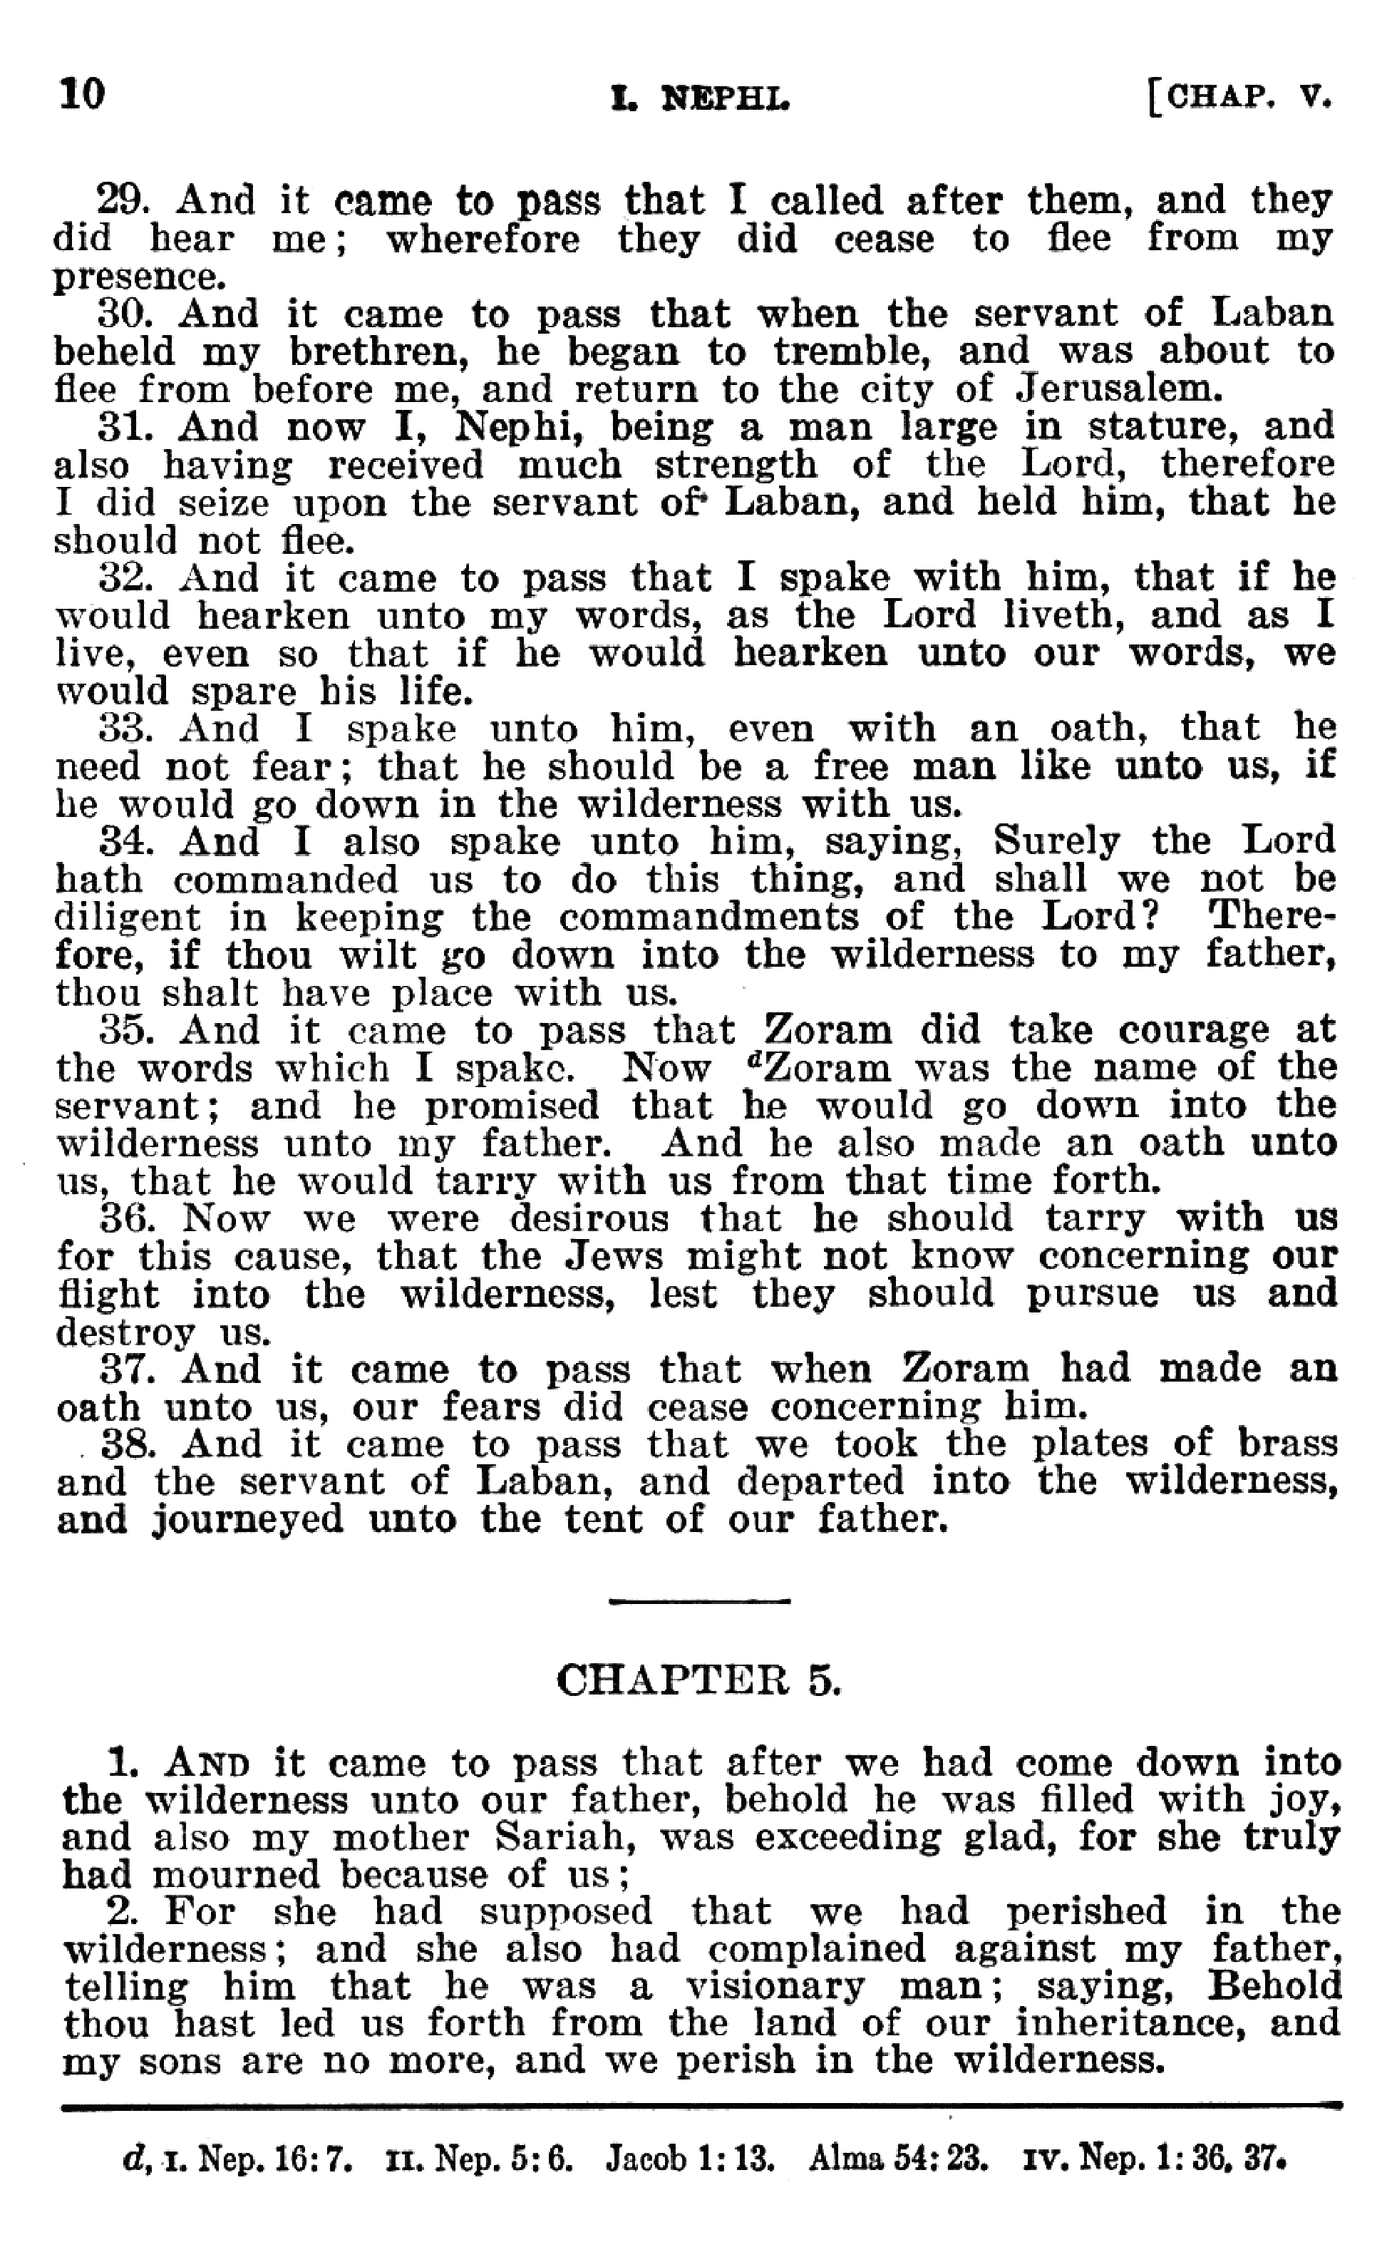 10 I. NEPHI. [CHAP. V.
29. And it came to pass that I called after them, and they
did hear me; wherefore they did cease to flee from my
presence.
30. And it came to pass that when the servant of Laban
beheld my brethren, he began to tremble, and was about to
flee from before me, and return to the city of Jerusalem.
31. And now I, Nephi, being a man large in stature, and
also having received much strength of the Lord, therefore
I did seize upon the servant of Laban, and held him, that he
should not flee.
32. And it came to pass that I spake with him, that if he
would hearken unto my words, as the Lord liveth, and as I
live, even so that if he would hearken unto our words, we
would spare his life.
33. And I spake unto him, even with an oath, that he
need not fear; that he should be a free man like unto us, if
he would go down in the wilderness with us.
34. And I also spake unto him, saying, Surely the Lord
hath commanded us to do this thing, and shall we not be
diligent in keeping the commandments of the Lord? There-
fore, if thou wilt go down into the wilderness to my father,
thou shalt have place with us.
35. And it came to pass that Zoram did take courage at
the words which I spake. Now dZoram was the name of the
servant; and he promised that he would go down into the
wilderness unto my father. And he also made an oath unto
us, that he would tarry with us from that time forth.
36. Now we were desirous that he should tarry with us
for this cause, that the Jews might not know concerning our
flight into the wilderness, lest they should pursue us and
destroy us.
37. And it came to pass that when Zoram had made an
oath unto us, our fears did cease concerning him.
38. And it came to pass that we took the plates of brass
and the servant of Laban, and departed into the wilderness,
and journeyed unto the tent of our father.
CHAPTER 5.
1. AND it came to pass that after we had come down into
the wilderness unto our father, behold he was filled with joy,
and also my mother Sariah, was exceeding glad, for she truly
had mourned because of us;
2. For she had supposed that we had perished in the
wilderness; and she also had complained against my father,
telling him that he was a visionary man; saying, Behold
thou hast led us forth from the land of our inheritance, and
my sons are no more, and we perish in the wilderness.
d, I. Nep. 16:7. II. Nep. 5:6. Jacob 1:13. Alma 54:23. IV. Nep. 1:36, 37.